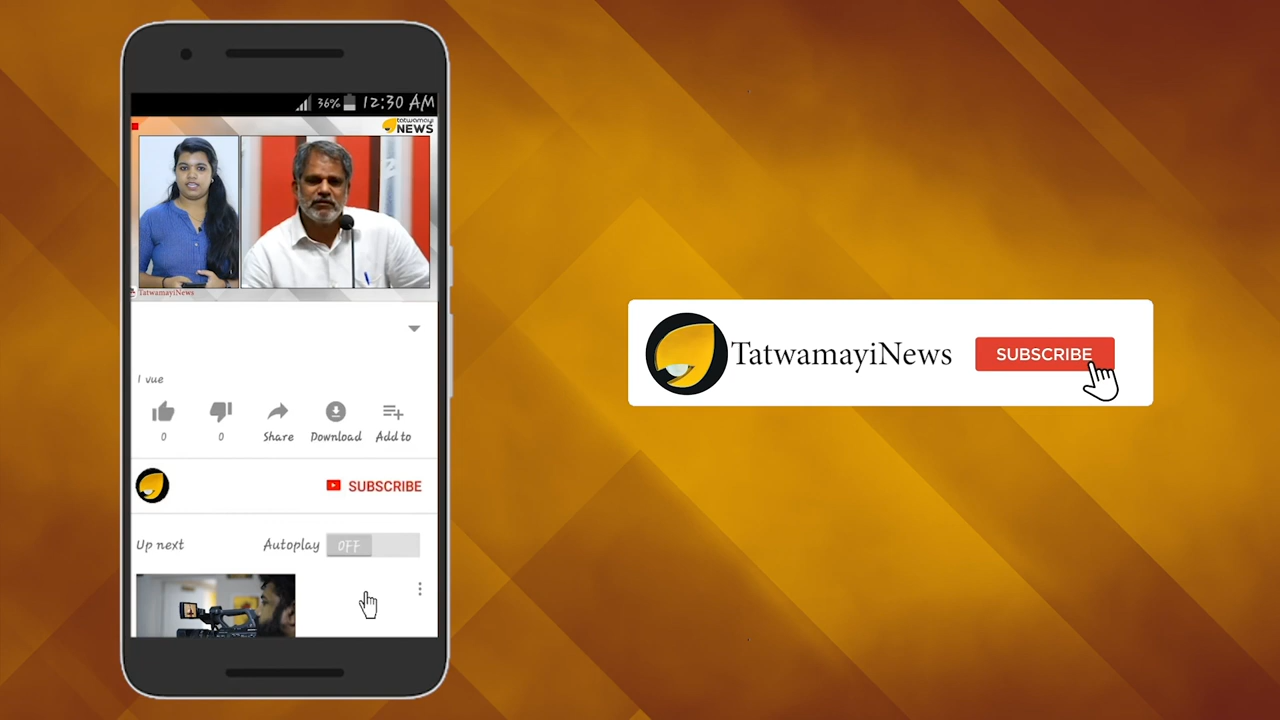 36% 12:30 AM
tatwamayi
NEWS
TatwamayiNews
1 vue
0 0 Share Download Add to
SUBSCRIBE
Up next Autoplay OFF
TatwamayiNews SUBSCRIBE